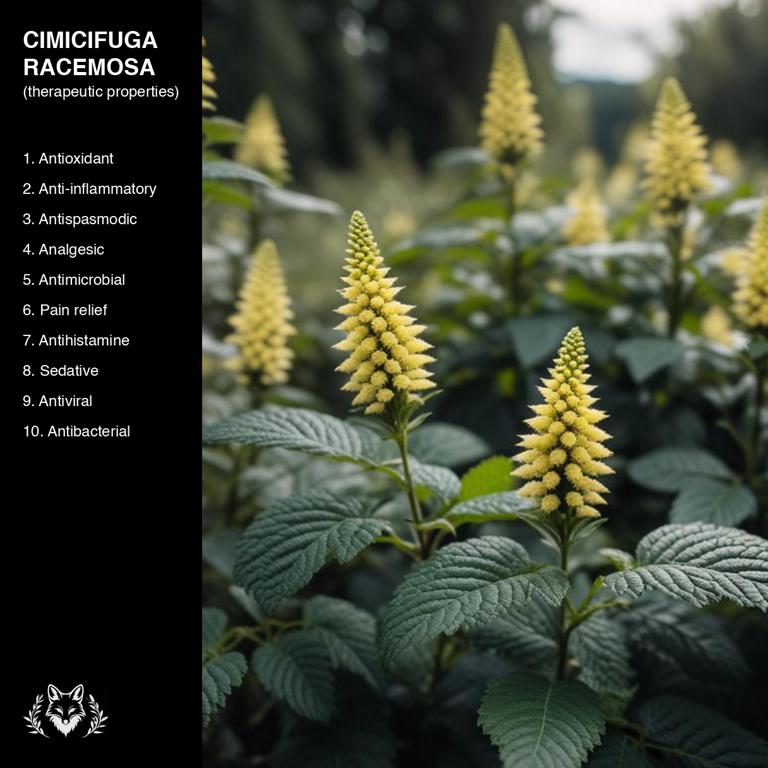 CIMICIFUGA
RACEMOSA
(therapeutic properties)
1. Antioxidant
2. Anti-inflammatory
3. Antispasmodic
4. Analgesic
5. Antimicrobial
6. Pain relief
7. Antihistamine
8. Sedative
9. Antiviral
10. Antibacterial